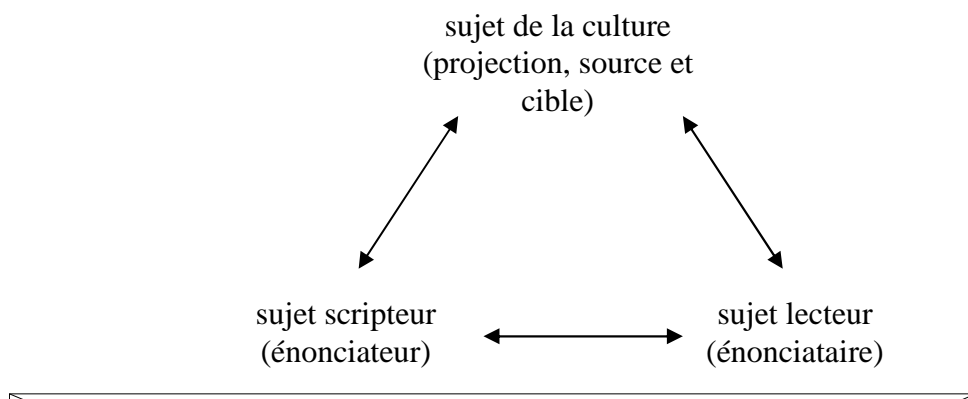 sujet de la culture
(projection, source et
cible)
sujet scripteur
(énonciateur)
sujet lecteur
(énonciataire)